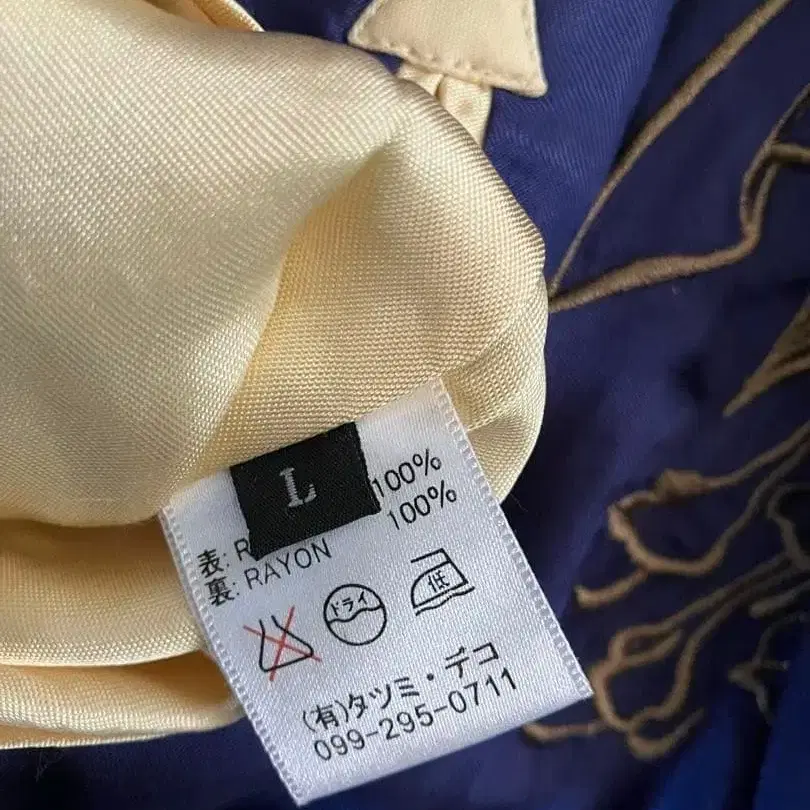 L
表: R 100%
裏: RAYON 100%
ドライ
低
(有)タツミ・デコ
099-295-0711